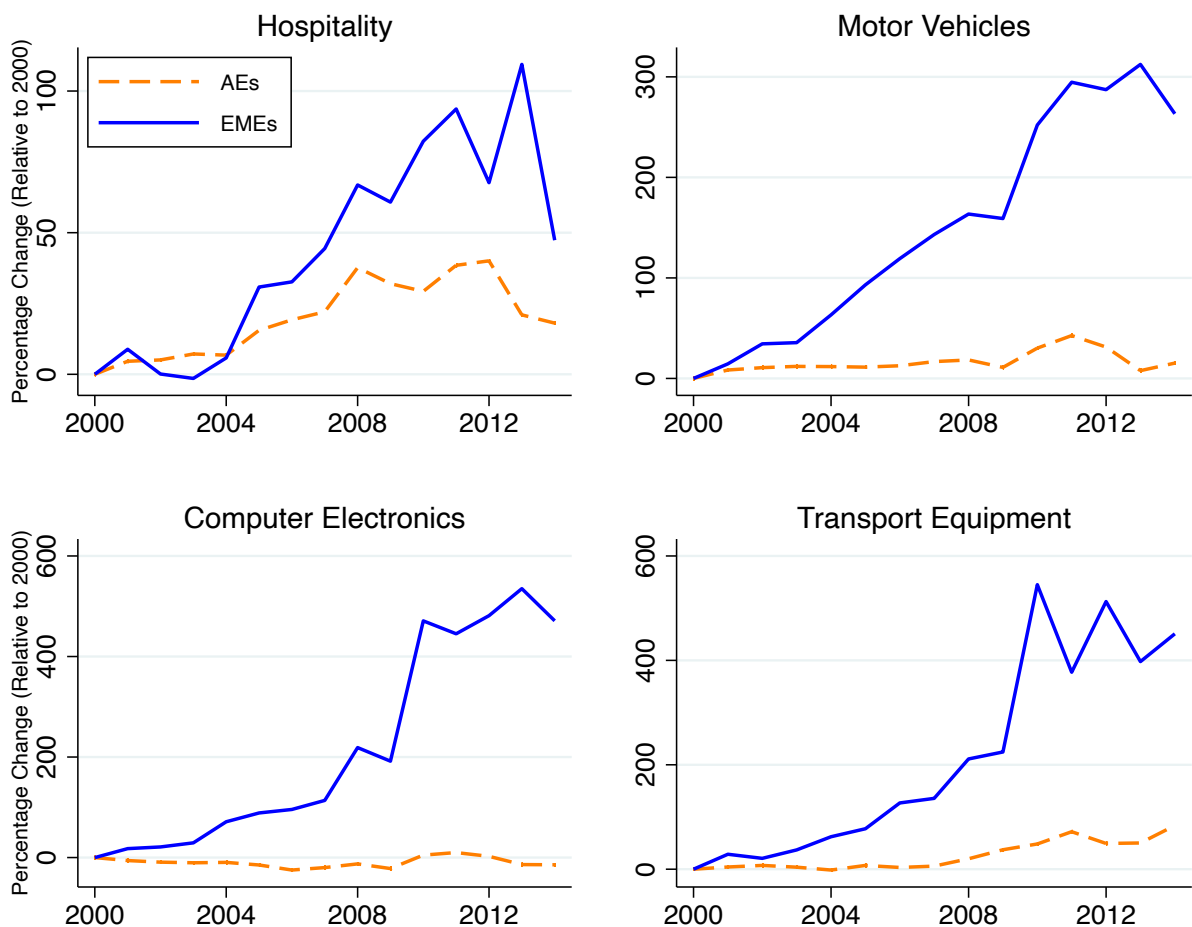 Hospitality
Percentage Change (Relative to 2000)
100
50
0
AEs
EMEs
2000 2004 2008 2012
Motor Vehicles
300
200
100
0
2000 2004 2008 2012
Computer Electronics
Percentage Change (Relative to 2000)
600
400
200
0
2000 2004 2008 2012
Transport Equipment
600
400
200
0
2000 2004 2008 2012